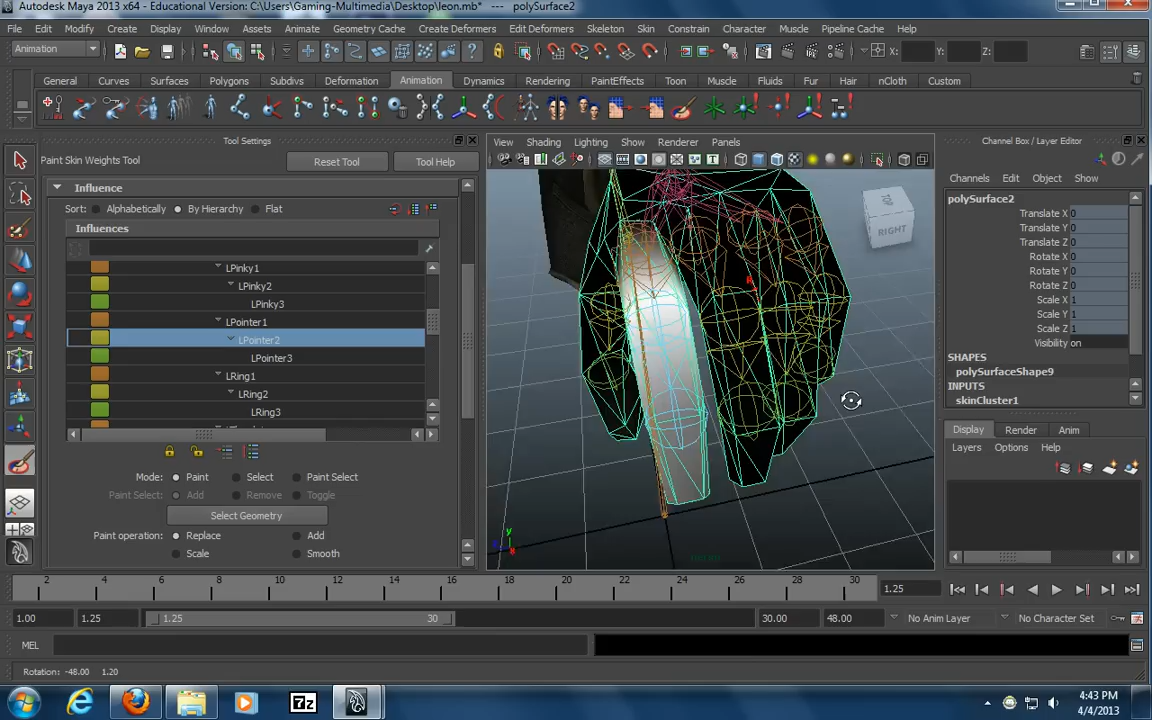 Autodesk Maya 2013 x64 - Educational Version: C:\Users\Gaming-Multimedia\Desktop\leon.mb* --- polySurface2
File Edit Modify Create Display Window Assets Animate Geometry Cache Create Deformers Edit Deformers Skeleton Skin Constrain Character Muscle Pipeline Cache Help
Animation X: Y: Z:
General Curves Surfaces Polygons Subdivs Deformation Animation Dynamics Rendering PaintEffects Toon Muscle Fluids Fur Hair nCloth Custom
Tool Settings
Channel Box / Layer Editor
View Shading Lighting Show Renderer Panels
Paint Skin Weights Tool Reset Tool Tool Help
Channels Edit Object Show
Influence
polySurface2
Sort: Alphabetically By Hierarchy Flat
Translate X 0
Influences
Translate Y 0
Translate Z 0
Rotate X 0
Rotate Y 0
Rotate Z 0
Scale X 1
Scale Y 1
Scale Z 1
Visibility on
SHAPES
polySurfaceShape9
INPUTS
skinCluster1
TOP
RIGHT
LPinky1
LPinky2
LPinky3
LPointer1
LPointer2
LPointer3
LRing1
LRing2
LRing3
R
Display Render Anim
Layers Options Help
Mode: Paint Select Paint Select
Paint Select: Add Remove Toggle
Select Geometry
Paint operation: Replace Add
Scale Smooth
y
x
2 4 6 8 10 12 14 16 18 20 22 24 26 28 30 1.25
1.00 1.25 1.25 30 30.00 48.00 No Anim Layer No Character Set
MEL
Rotation: -48.00 1.20
7z
4:43 PM
4/4/2013